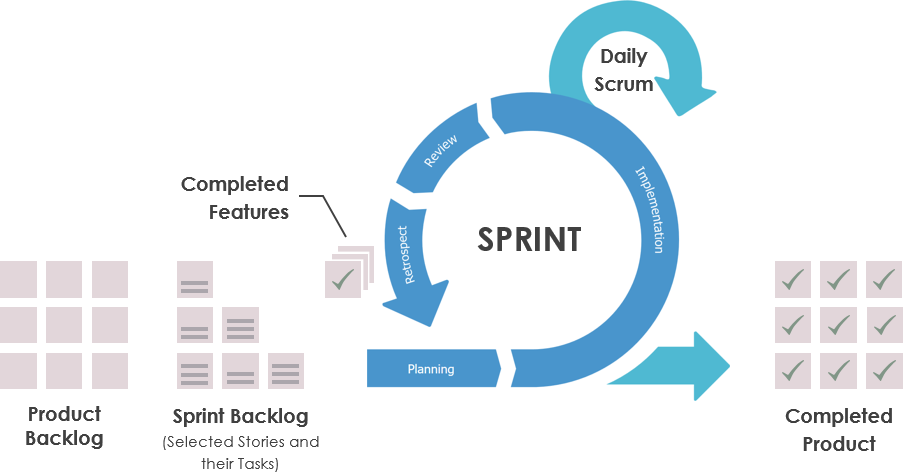 Daily
Scrum
Review
Implementation
Completed
Features
SPRINT
Retrospect
Planning
Product
Backlog
Sprint Backlog
(Selected Stories and
their Tasks)
Completed
Product